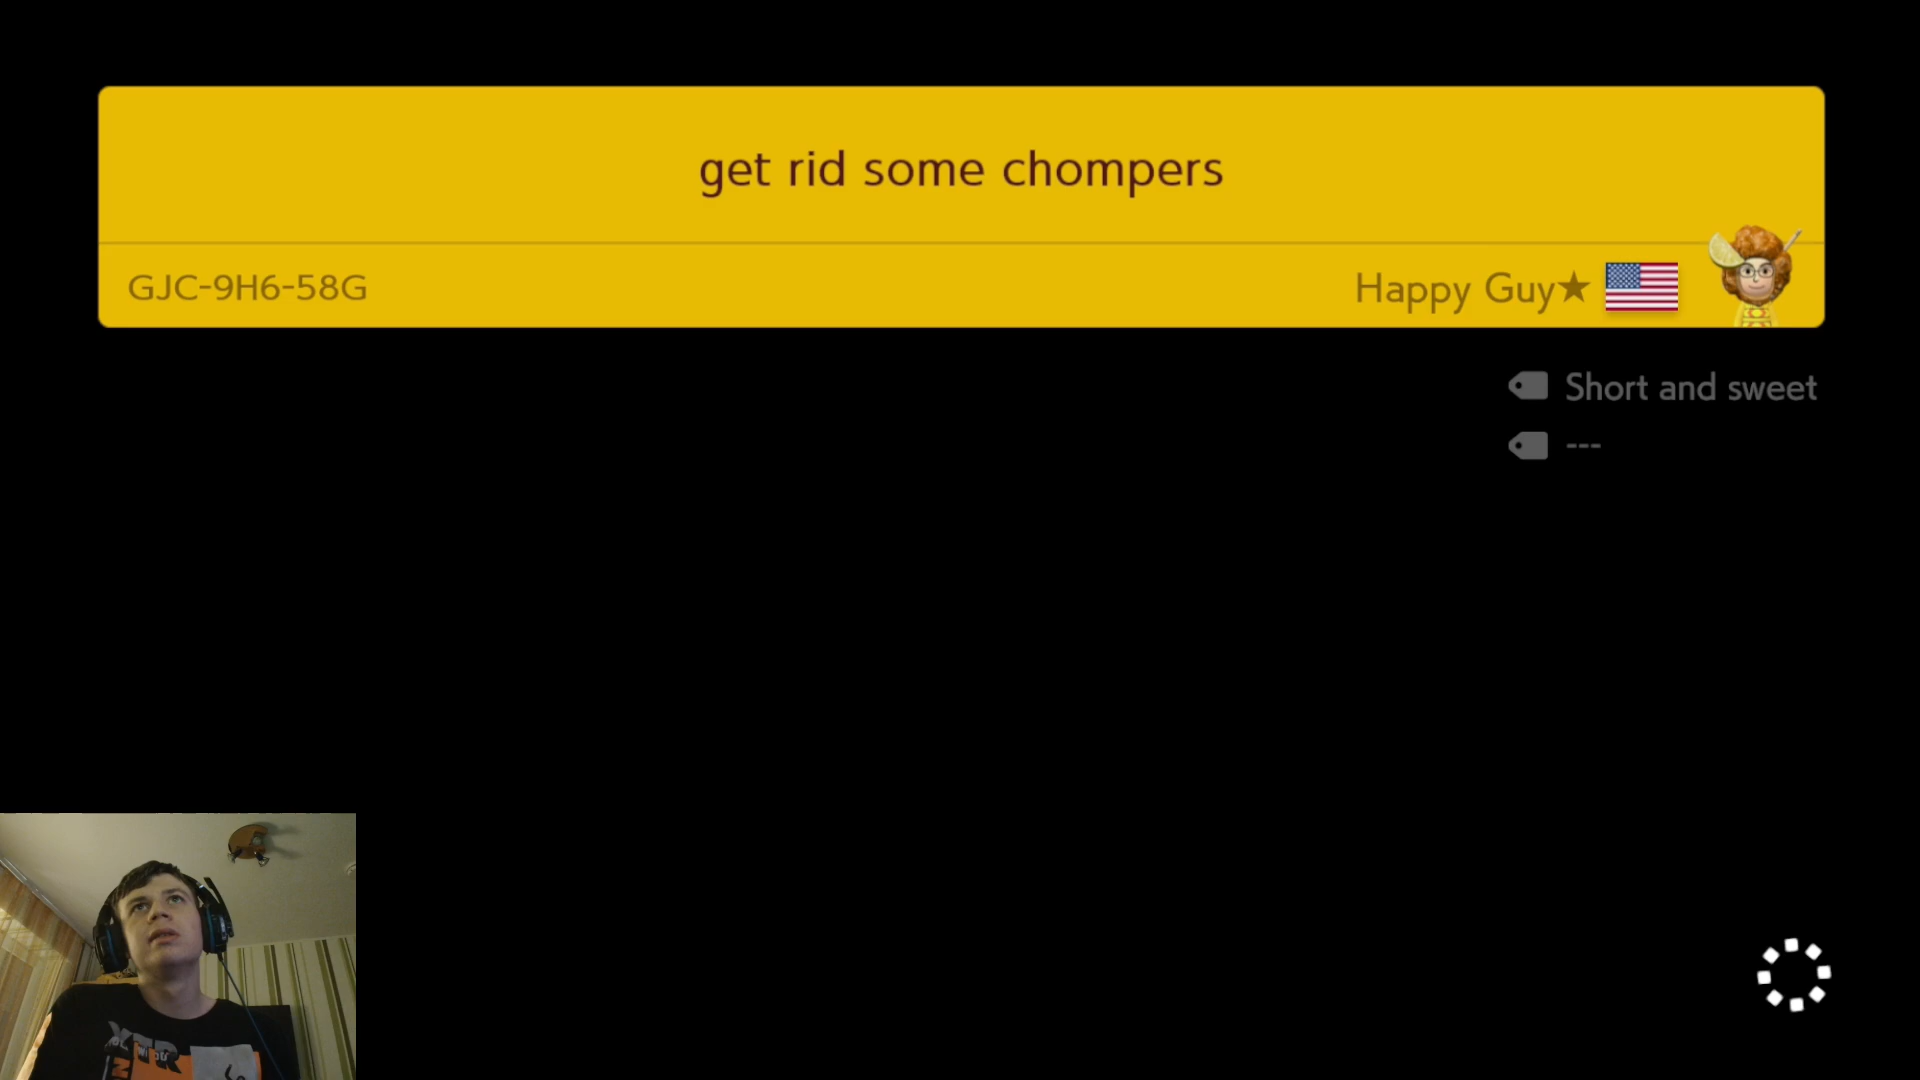 get rid some chompers
GJC-9H6-58G
Happy Guy★
Short and sweet
---